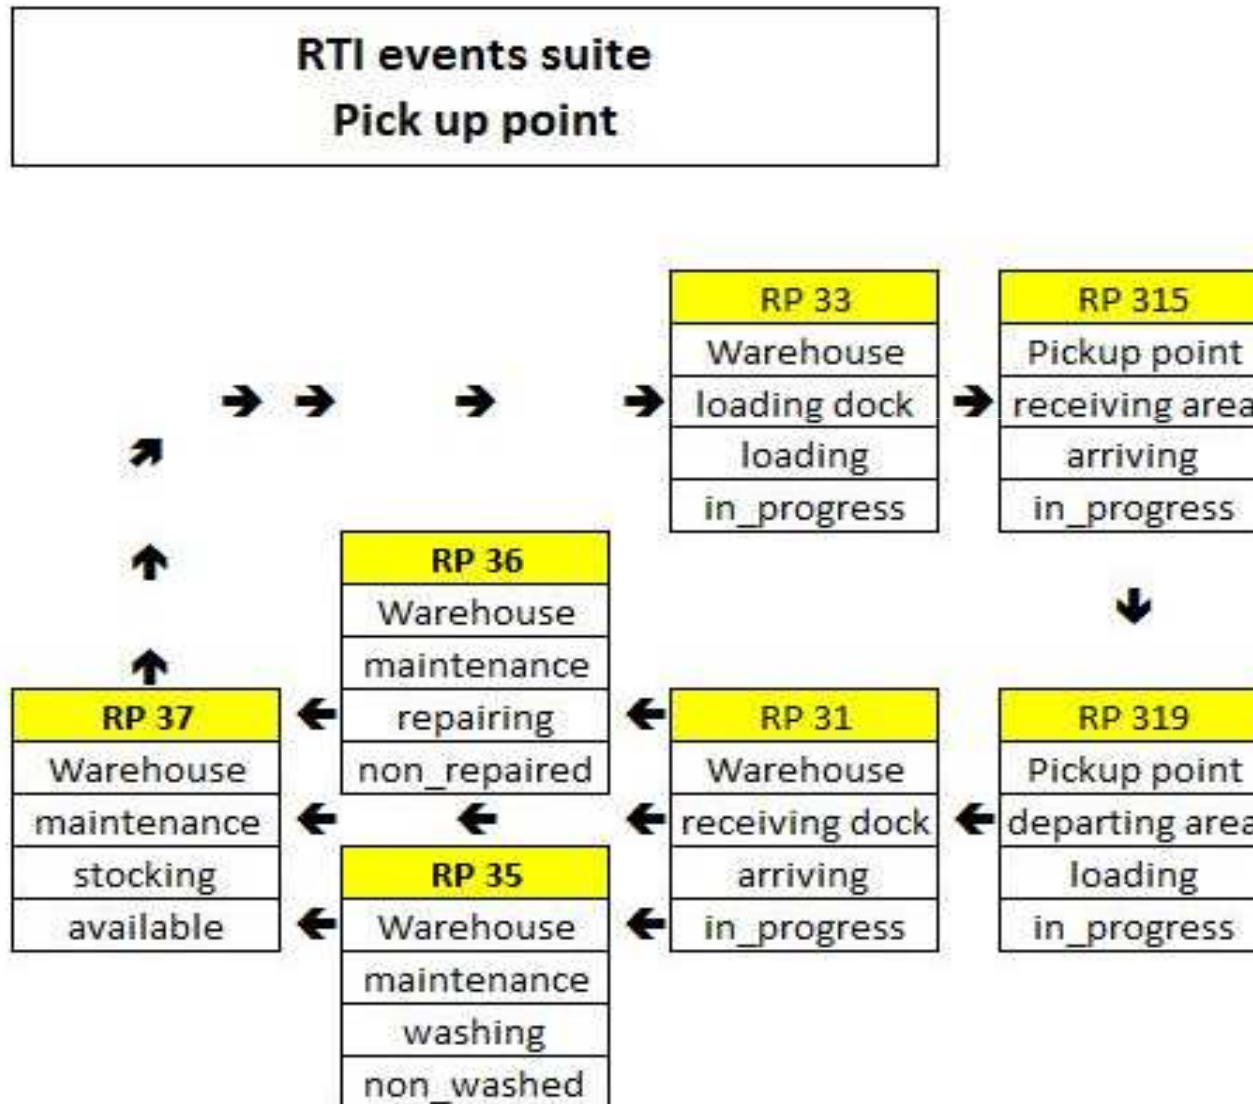 RTI events suite
Pick up point
RP 33
Warehouse
loading dock
loading
in_progress
RP 315
Pickup point
receiving area
arriving
in_progress
RP 36
Warehouse
maintenance
repairing
non_repaired
RP 37
Warehouse
maintenance
stocking
available
RP 31
Warehouse
receiving dock
arriving
in_progress
RP 319
Pickup point
departing area
loading
in_progress
RP 35
Warehouse
maintenance
washing
non_washed